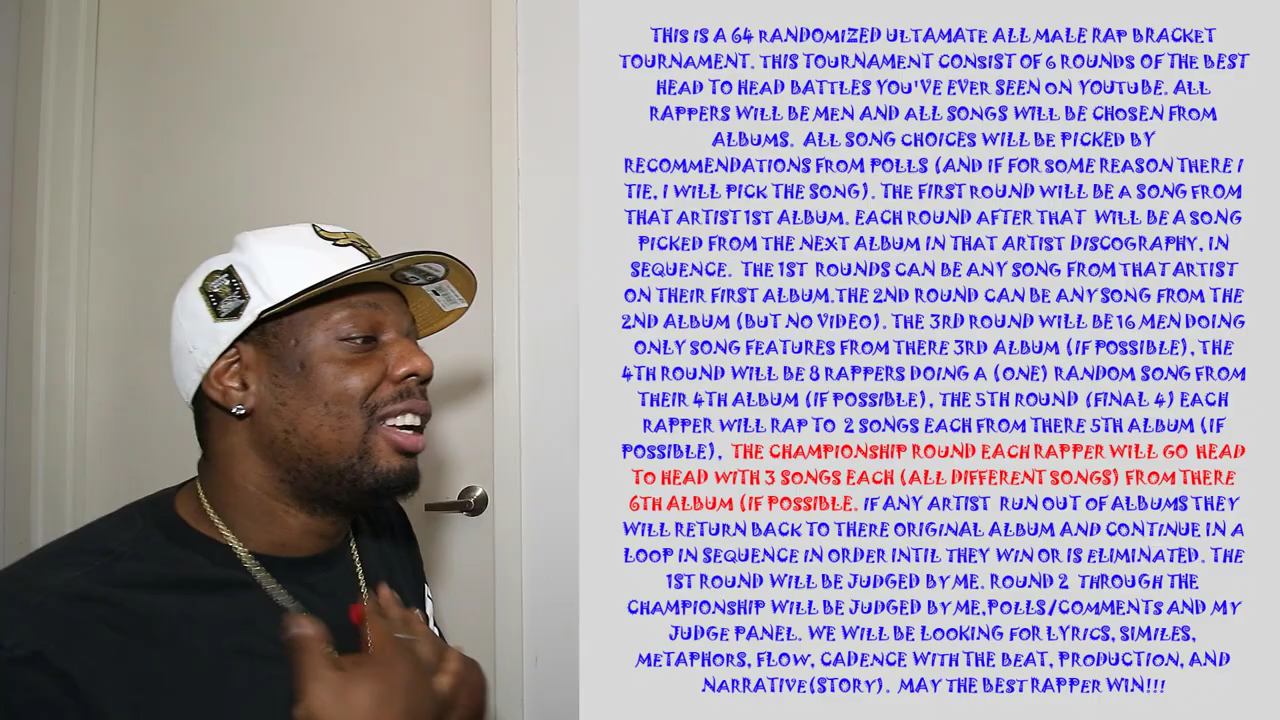 THIS IS A 64 RANDOMIZED ULTAMATE ALL MALE RAP BRACKET
TOURNAMENT. THIS TOURNAMENT CONSIST OF 6 ROUNDS OF THE BEST
HEAD TO HEAD BATTLES YOU'VE EVER SEEN ON YOUTUBE. ALL
RAPPERS WILL BE MEN AND ALL SONGS WILL BE CHOSEN FROM
ALBUMS. ALL SONG CHOICES WILL BE PICKED BY
RECOMMENDATIONS FROM POLLS (AND IF FOR SOME REASON THERE I
TIE, I WILL PICK THE SONG). THE FIRST ROUND WILL BE A SONG FROM
THAT ARTIST 1ST ALBUM. EACH ROUND AFTER THAT WILL BE A SONG
PICKED FROM THE NEXT ALBUM IN THAT ARTIST DISCOGRAPHY, IN
SEQUENCE. THE 1ST ROUNDS CAN BE ANY SONG FROM THAT ARTIST
ON THEIR FIRST ALBUM.THE 2ND ROUND CAN BE ANY SONG FROM THE
2ND ALBUM (BUT NO VIDEO). THE 3RD ROUND WILL BE 16 MEN DOING
ONLY SONG FEATURES FROM THERE 3RD ALBUM (IF POSSIBLE), THE
4TH ROUND WILL BE 8 RAPPERS DOING A (ONE) RANDOM SONG FROM
THEIR 4TH ALBUM (IF POSSIBLE), THE 5TH ROUND (FINAL 4) EACH
RAPPER WILL RAP TO 2 SONGS EACH FROM THERE 5TH ALBUM (IF
POSSIBLE), THE CHAMPIONSHIP ROUND EACH RAPPER WILL GO HEAD
TO HEAD WITH 3 SONGS EACH (ALL DIFFERENT SONGS) FROM THERE
6TH ALBUM (IF POSSIBLE. IF ANY ARTIST RUN OUT OF ALBUMS THEY
WILL RETURN BACK TO THERE ORIGINAL ALBUM AND CONTINUE IN A
LOOP IN SEQUENCE IN ORDER INTIL THEY WIN OR IS ELIMINATED. THE
1ST ROUND WILL BE JUDGED BY ME. ROUND 2 THROUGH THE
CHAMPIONSHIP WILL BE JUDGED BY ME,POLLS/COMMENTS AND MY
JUDGE PANEL. WE WILL BE LOOKING FOR LYRICS, SIMILES,
METAPHORS, FLOW, CADENCE WITH THE BEAT, PRODUCTION, AND
NARRATIVE(STORY). MAY THE BEST RAPPER WIN!!!